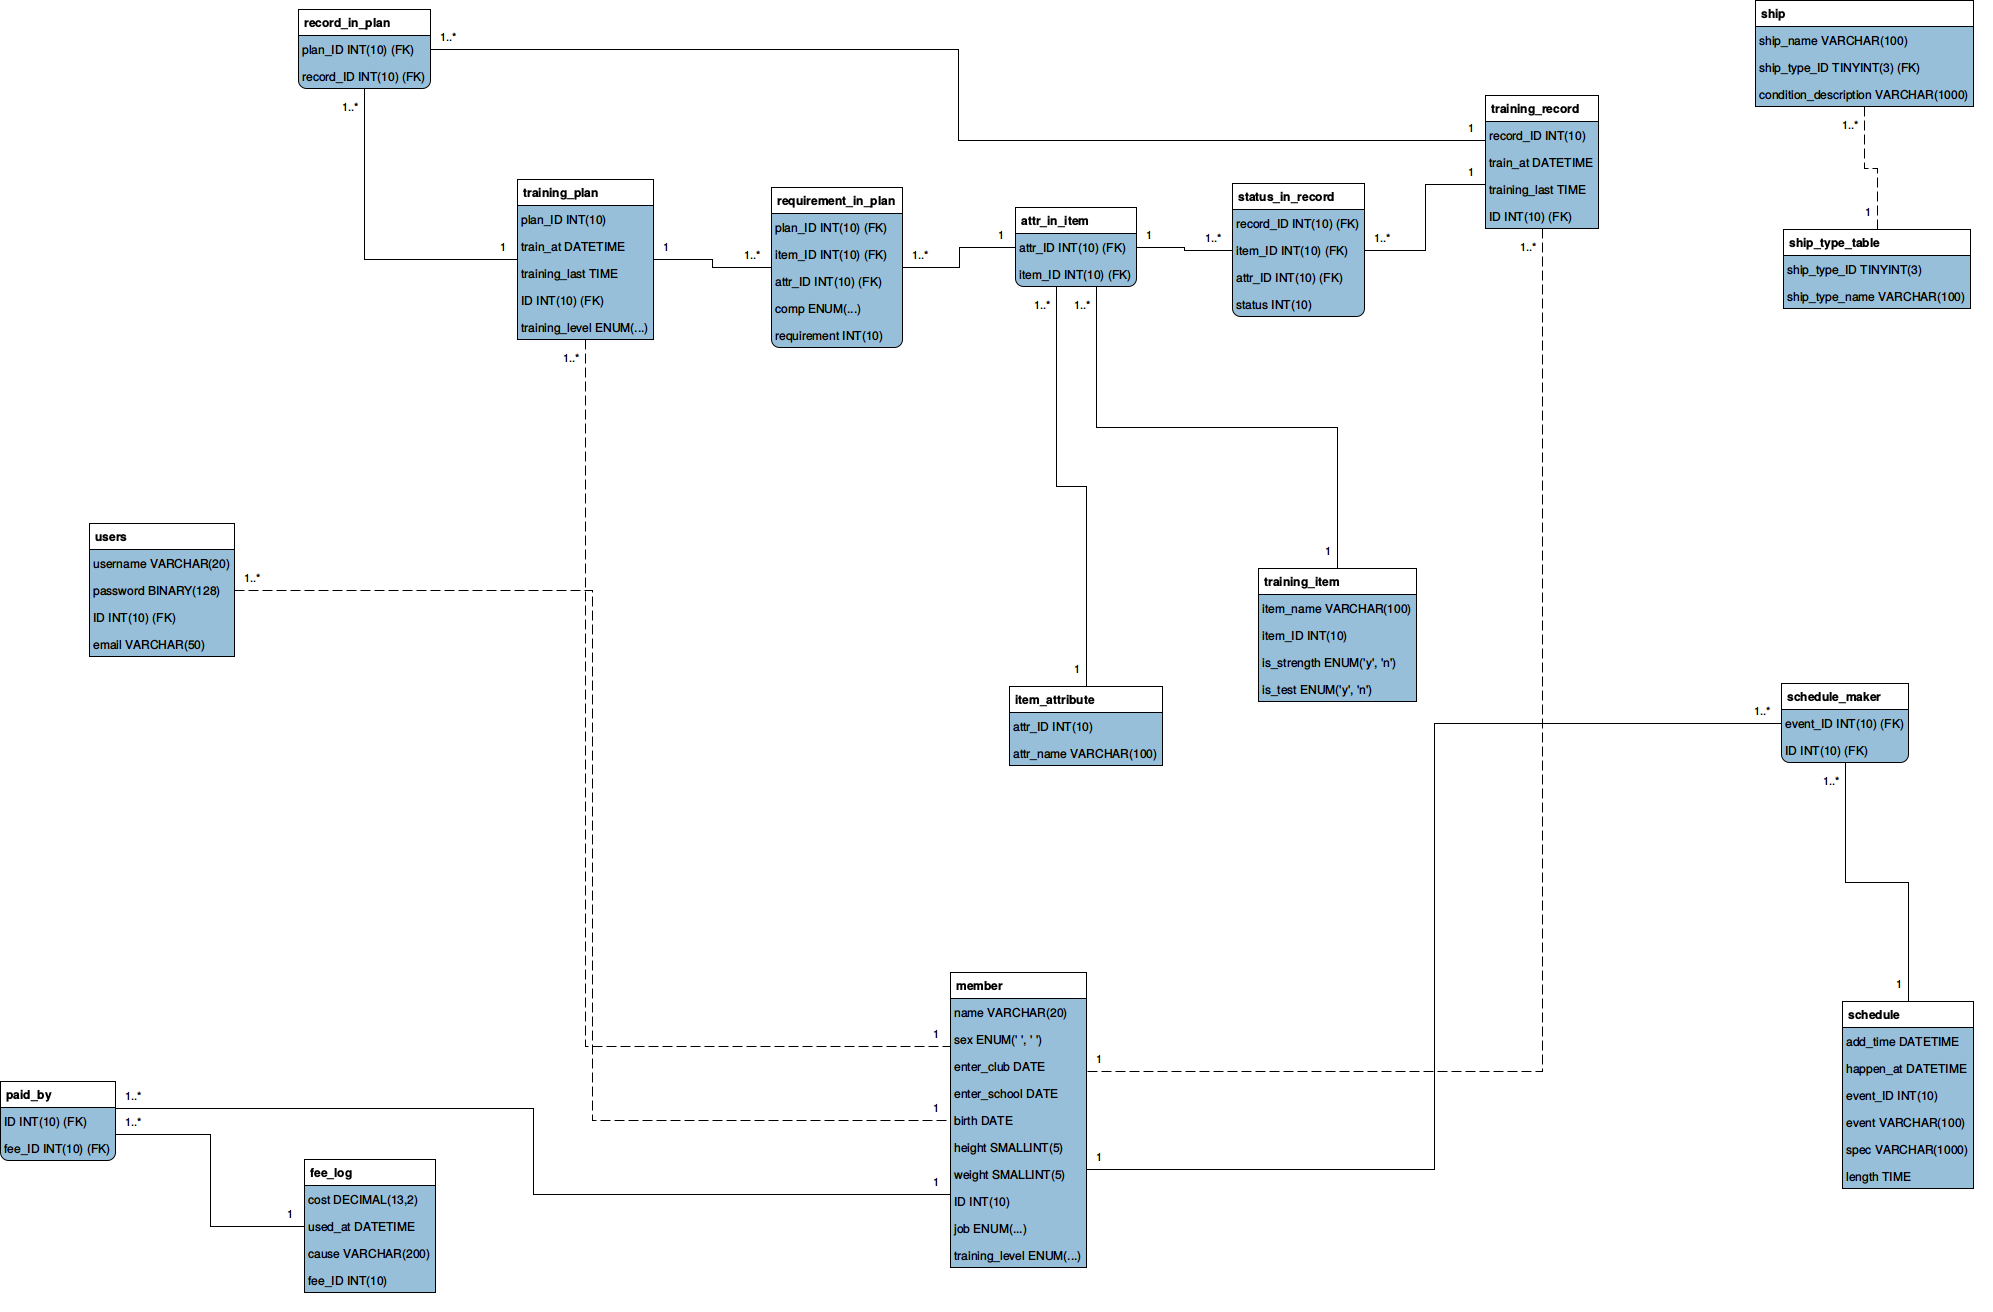 record_in_plan
plan_ID INT(10) (FK)
record_ID INT(10) (FK)
1..*
1..*
ship
ship_name VARCHAR(100)
ship_type_ID TINYINT(3) (FK)
condition_description VARCHAR(1000)
1..*
1
ship_type_table
ship_type_ID TINYINT(3)
ship_type_name VARCHAR(100)
training_record
record_ID INT(10)
train_at DATETIME
training_last TIME
ID INT(10) (FK)
1
1
1..*
training_plan
plan_ID INT(10)
train_at DATETIME
training_last TIME
ID INT(10) (FK)
training_level ENUM(...)
1
1
1..*
requirement_in_plan
plan_ID INT(10) (FK)
item_ID INT(10) (FK)
attr_ID INT(10) (FK)
comp ENUM(...)
requirement INT(10)
1..*
1..*
attr_in_item
attr_ID INT(10) (FK)
item_ID INT(10) (FK)
1
1
1..*
1..*
status_in_record
record_ID INT(10) (FK)
item_ID INT(10) (FK)
attr_ID INT(10) (FK)
status INT(10)
1..*
1..*
users
username VARCHAR(20)
password BINARY(128)
ID INT(10) (FK)
email VARCHAR(50)
1..*
1
training_item
item_name VARCHAR(100)
item_ID INT(10)
is_strength ENUM('y', 'n')
is_test ENUM('y', 'n')
1
item_attribute
attr_ID INT(10)
attr_name VARCHAR(100)
1..*
schedule_maker
event_ID INT(10) (FK)
ID INT(10) (FK)
1..*
1
schedule
add_time DATETIME
happen_at DATETIME
event_ID INT(10)
event VARCHAR(100)
spec VARCHAR(1000)
length TIME
member
name VARCHAR(20)
sex ENUM(' ', ' ')
enter_club DATE
enter_school DATE
birth DATE
height SMALLINT(5)
weight SMALLINT(5)
ID INT(10)
job ENUM(...)
training_level ENUM(...)
1
1
1
1
1
paid_by
ID INT(10) (FK)
fee_ID INT(10) (FK)
1..*
1..*
1
fee_log
cost DECIMAL(13,2)
used_at DATETIME
cause VARCHAR(200)
fee_ID INT(10)